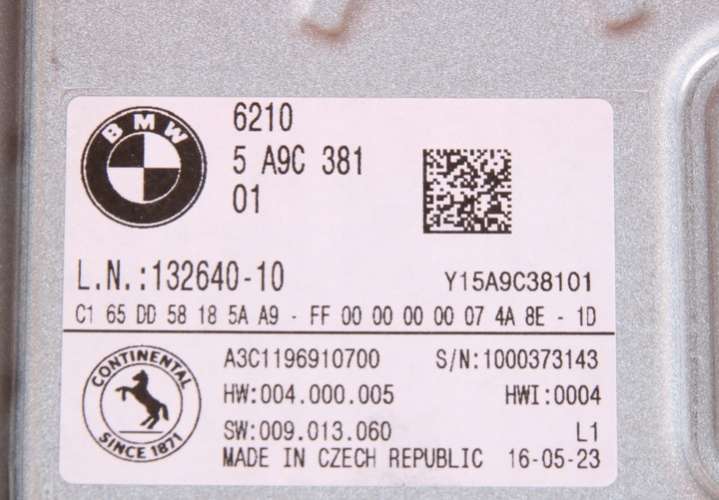 BMW
6210
5 A9C 381
01
L.N.:132640-10
Y15A9C38101
C1 65 DD 58 18 5A A9 - FF 00 00 00 00 07 4A 8E - 1D
CONTINENTAL
SINCE 1871
A3C1196910700 S/N:1000373143
HW:004.000.005 HWI:0004
SW:009.013.060 L1
MADE IN CZECH REPUBLIC 16-05-23